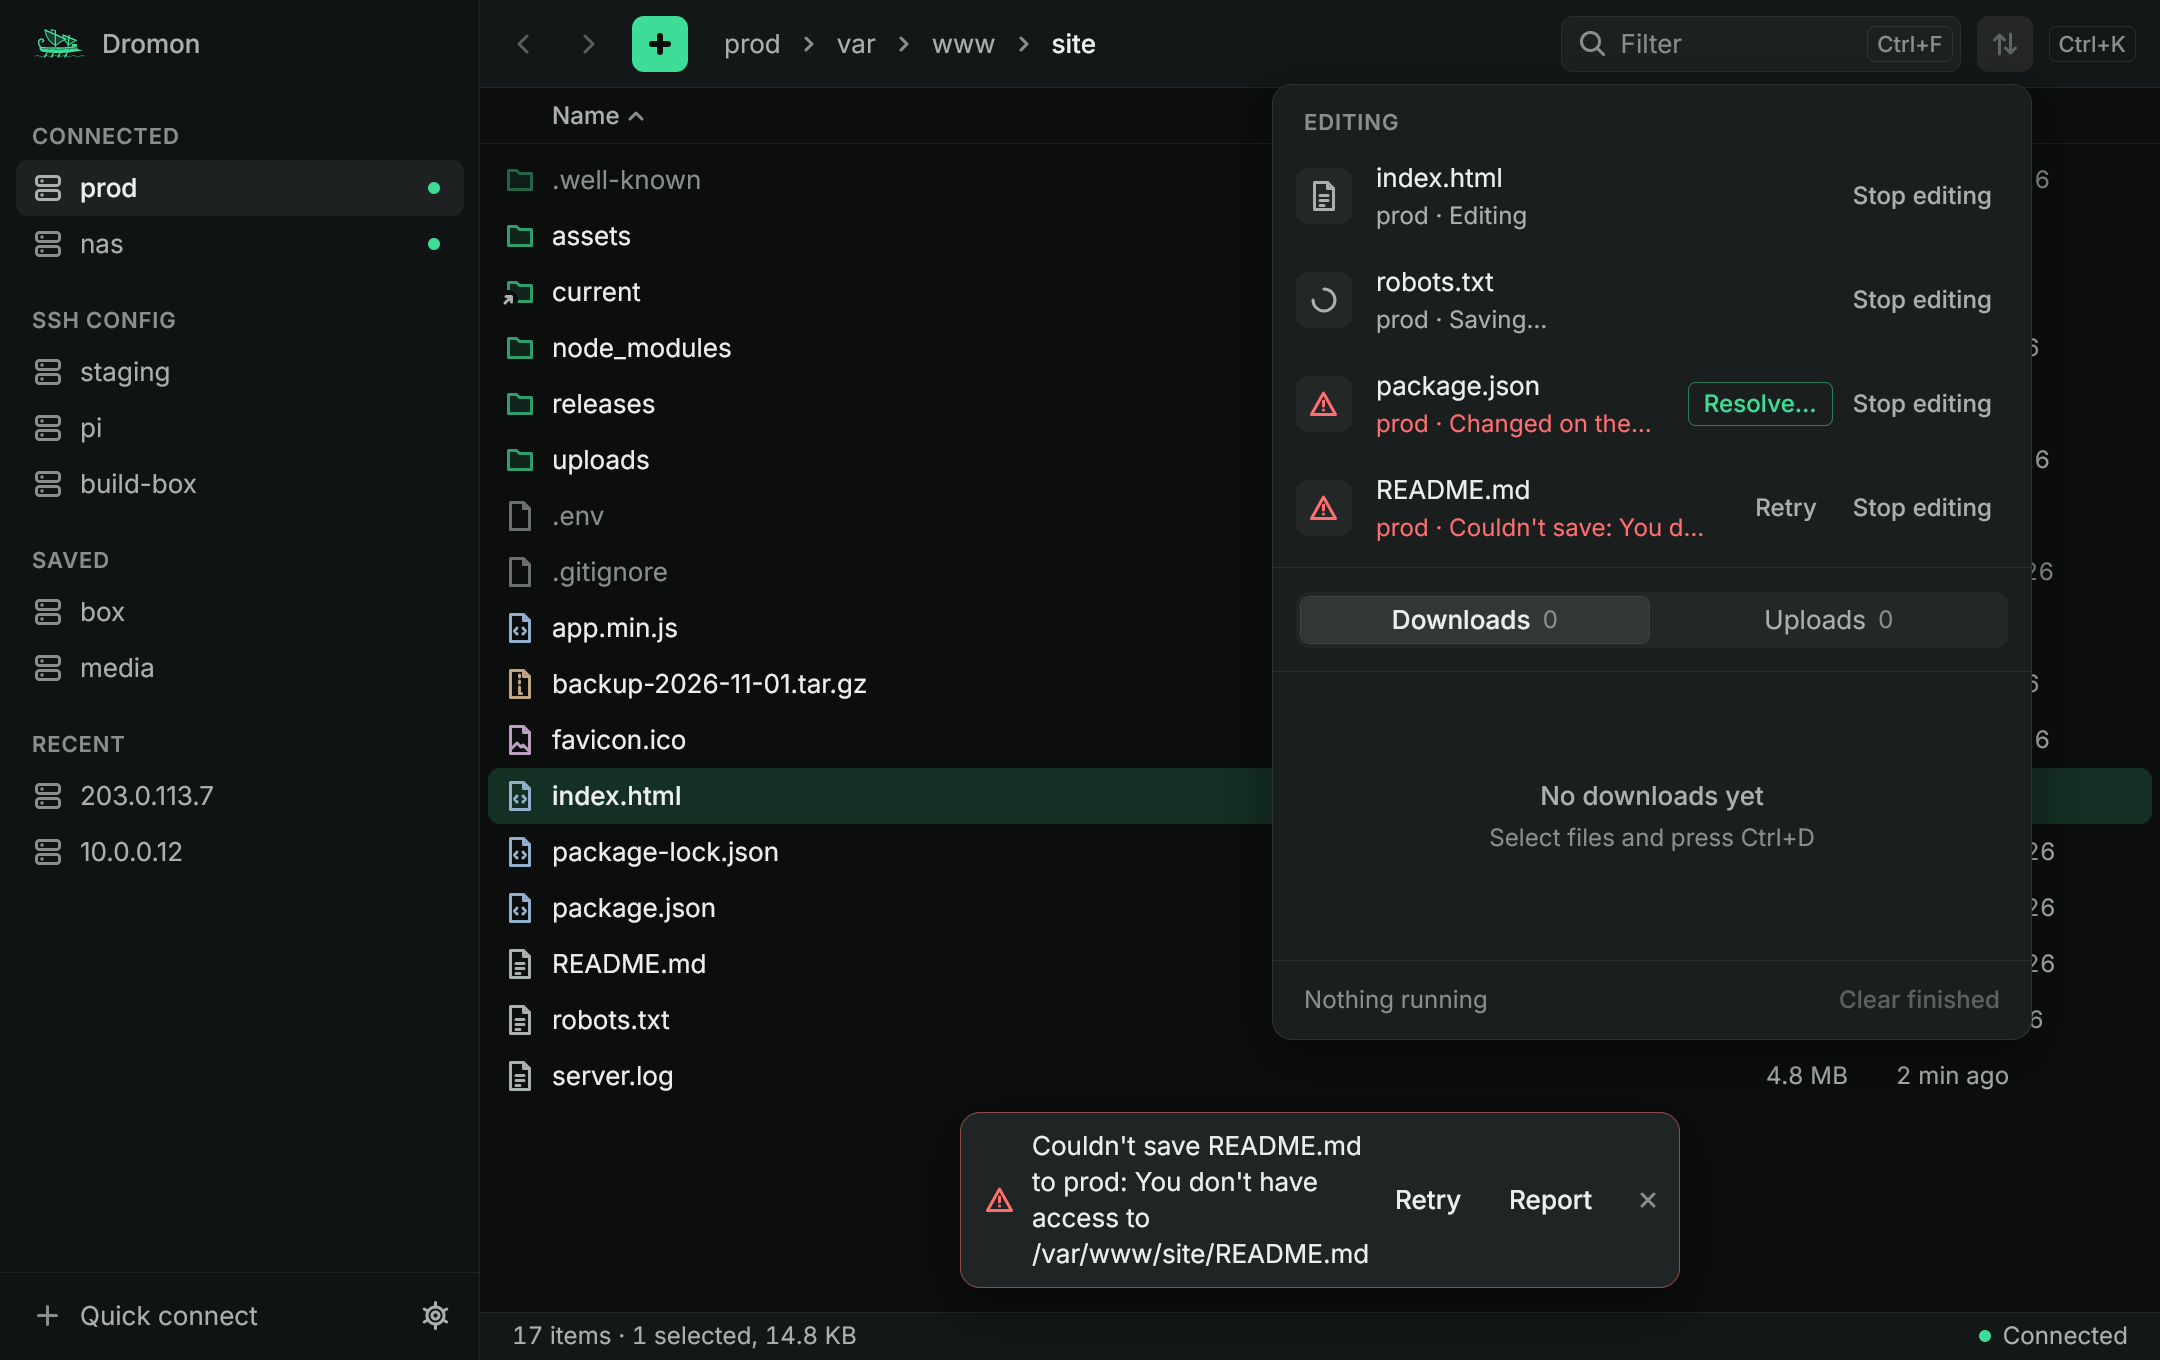 Dromon
prod > var > www > site
Filter
Ctrl+F
Ctrl+K
CONNECTED
prod
nas
SSH CONFIG
staging
pi
build-box
SAVED
box
media
RECENT
203.0.113.7
10.0.0.12
Quick connect
Name
.well-known
assets
current
node_modules
releases
uploads
.env
.gitignore
app.min.js
backup-2026-11-01.tar.gz
favicon.ico
index.html
package-lock.json
package.json
README.md
robots.txt
server.log
4.8 MB
2 min ago
EDITING
index.html
prod · Editing
Stop editing
robots.txt
prod · Saving...
Stop editing
package.json
prod · Changed on the...
Resolve...
Stop editing
README.md
prod · Couldn't save: You d...
Retry
Stop editing
Downloads 0
Uploads 0
No downloads yet
Select files and press Ctrl+D
Nothing running
Clear finished
Couldn't save README.md
to prod: You don't have
access to
/var/www/site/README.md
Retry
Report
17 items · 1 selected, 14.8 KB
Connected